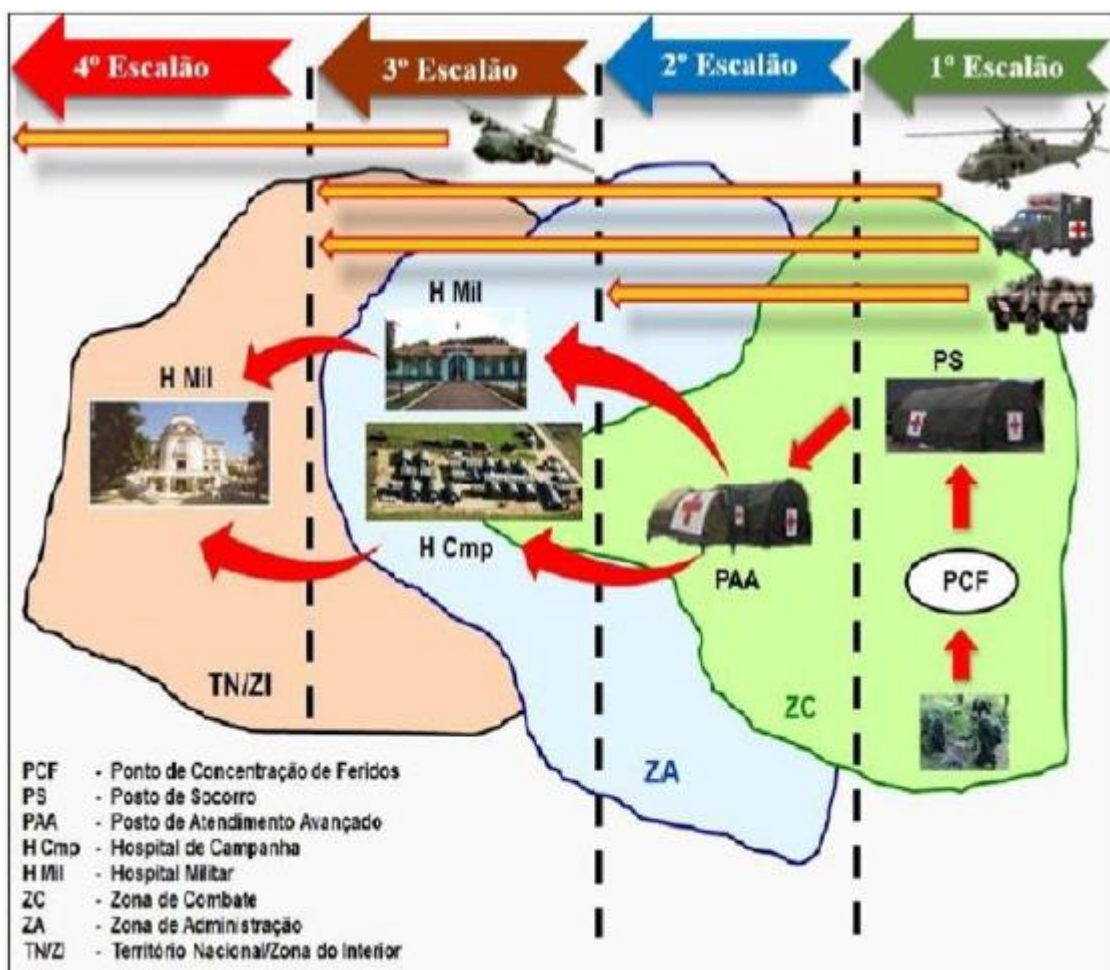 4º Escalão
3º Escalão
2º Escalão
1º Escalão
H Mil
H Mil
PS
H Cmp
PAA
PCF
TN/ZI
ZC
ZA
PCF - Ponto de Concentração de Feridos
PS - Posto de Socorro
PAA - Posto de Atendimento Avançado
H Cmp - Hospital de Campanha
H Mil - Hospital Militar
ZC - Zona de Combate
ZA - Zona de Administração
TN/ZI - Território Nacional/Zona do Interior